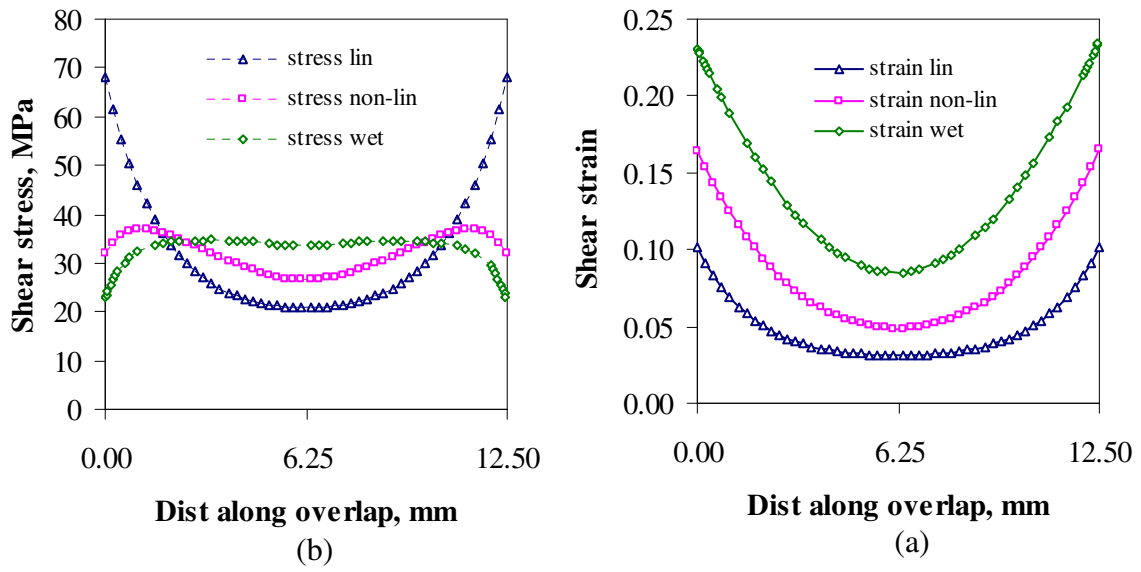 80
70
60
50
40
30
20
10
0
Shear stress, MPa
stress lin
stress non-lin
stress wet
0.00 6.25 12.50
Dist along overlap, mm
(b)
0.25
0.20
0.15
0.10
0.05
0.00
Shear strain
strain lin
strain non-lin
strain wet
0.00 6.25 12.50
Dist along overlap, mm
(a)